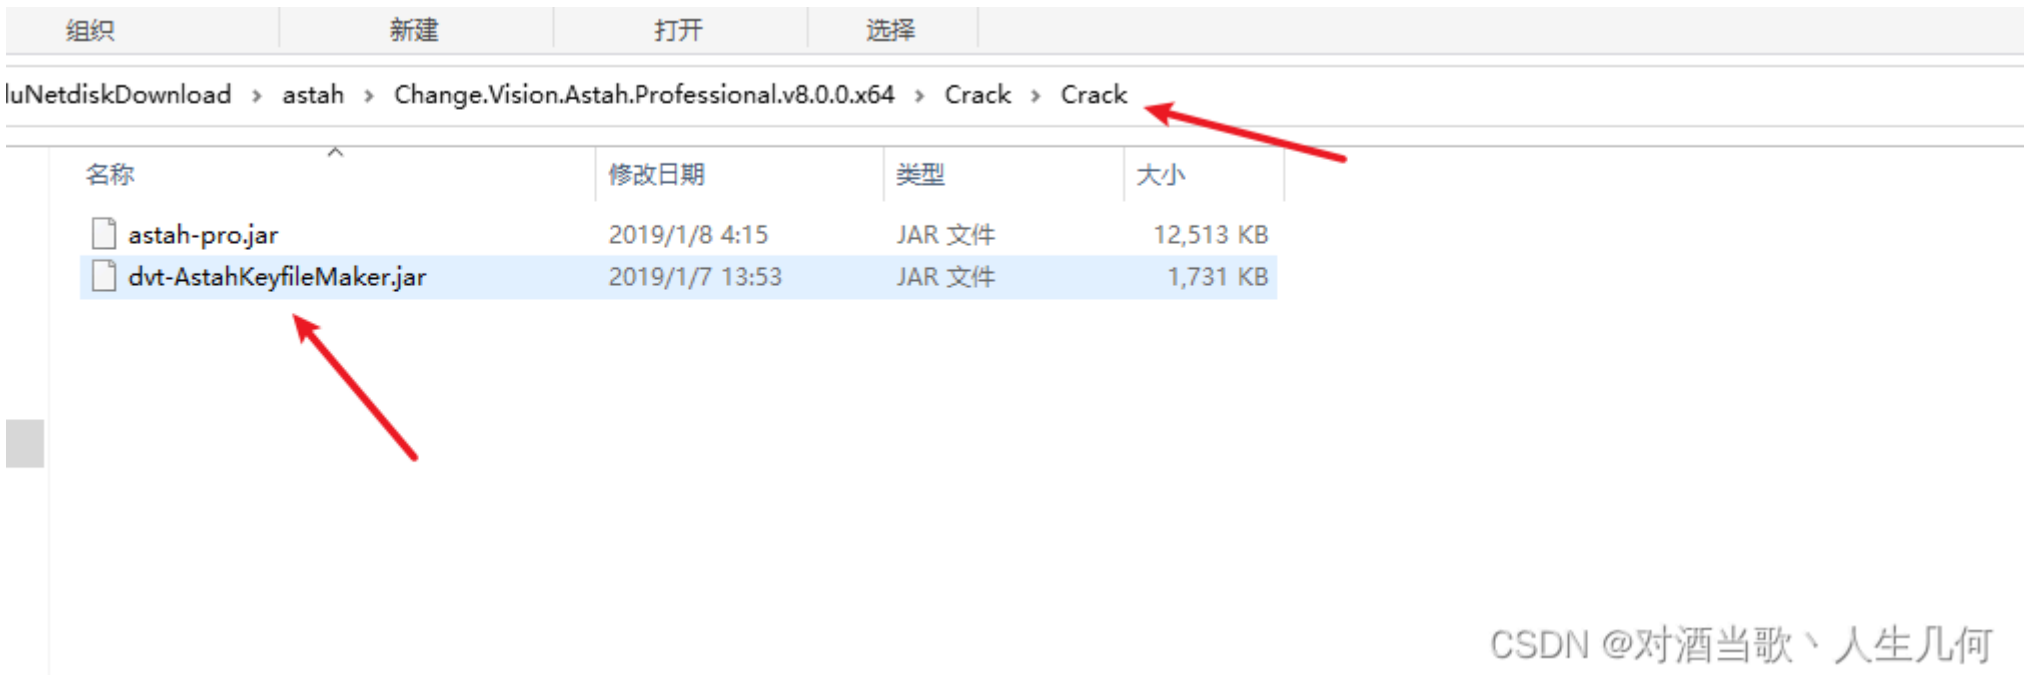 组织 新建 打开 选择
luNetdiskDownload › astah › Change.Vision.Astah.Professional.v8.0.0.x64 › Crack › Crack
名称 修改日期 类型 大小
astah-pro.jar 2019/1/8 4:15 JAR 文件 12,513 KB
dvt-AstahKeyfileMaker.jar 2019/1/7 13:53 JAR 文件 1,731 KB
CSDN @对酒当歌丶人生几何